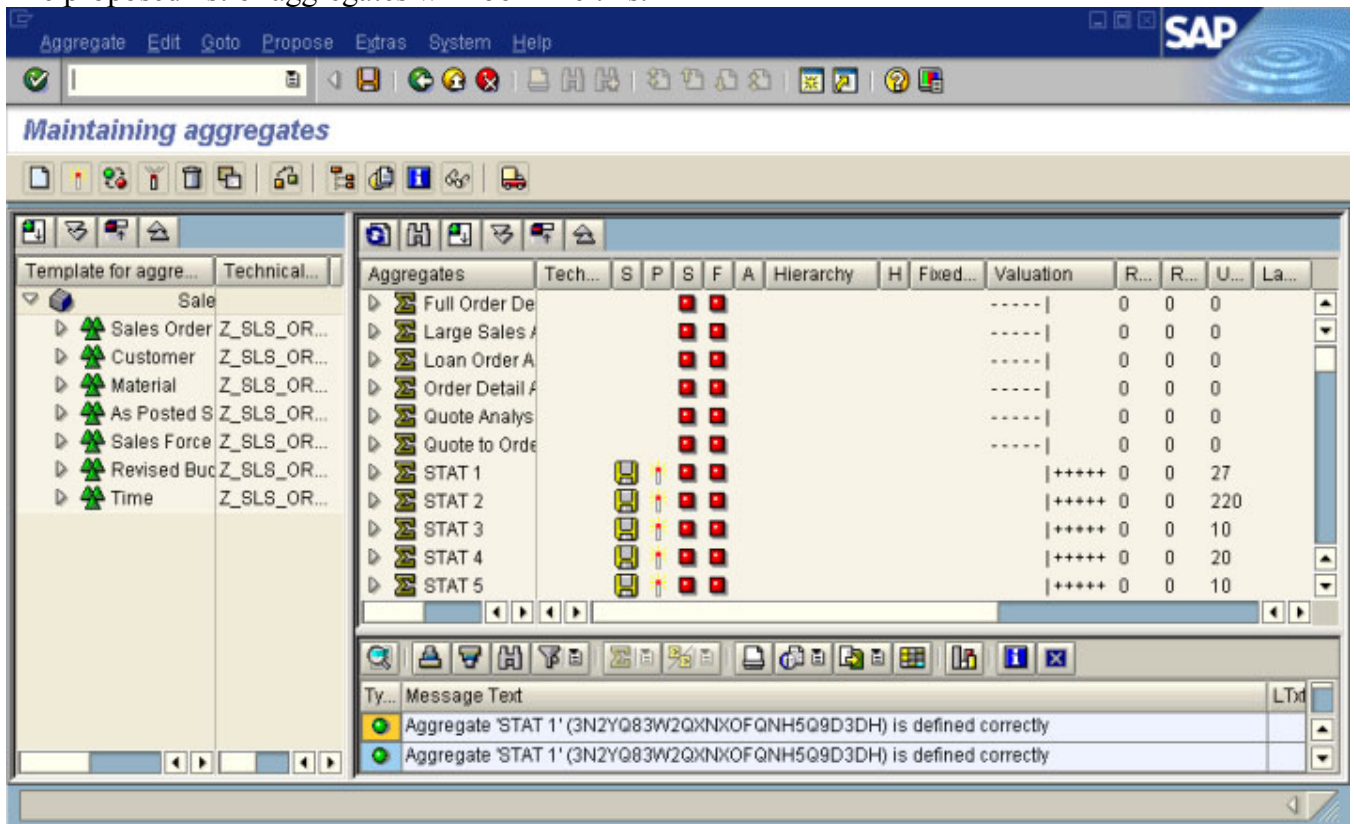 Aggregate Edit Goto Propose Extras System Help
SAP
Maintaining aggregates
Template for aggre... Technical...
Sale
Sales Order Z_SLS_OR...
Customer Z_SLS_OR...
Material Z_SLS_OR...
As Posted S Z_SLS_OR...
Sales Force Z_SLS_OR...
Revised Buc Z_SLS_OR...
Time Z_SLS_OR...
Aggregates Tech... S P S F A Hierarchy H Fixed... Valuation R... R... U... La...
Full Order De -----| 0 0 0
Large Sales A -----| 0 0 0
Loan Order A -----| 0 0 0
Order Detail A -----| 0 0 0
Quote Analys -----| 0 0 0
Quote to Orde -----| 0 0 0
STAT 1 |+++++ 0 0 27
STAT 2 |+++++ 0 0 220
STAT 3 |+++++ 0 0 10
STAT 4 |+++++ 0 0 20
STAT 5 |+++++ 0 0 10
Ty... Message Text LTxt
Aggregate 'STAT 1' (3N2YQ83W2QXNXOFQNH5Q9D3DH) is defined correctly
Aggregate 'STAT 1' (3N2YQ83W2QXNXOFQNH5Q9D3DH) is defined correctly